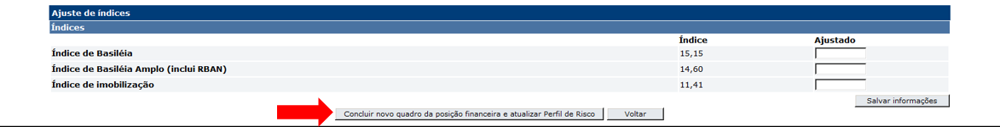 Ajuste de índices
Índices
Índice Ajustado
Índice de Basiléia 15,15
Índice de Basiléia Amplo (inclui RBAN) 14,60
Índice de imobilização 11,41
Salvar informações
Concluir novo quadro da posição financeira e atualizar Perfil de Risco Voltar